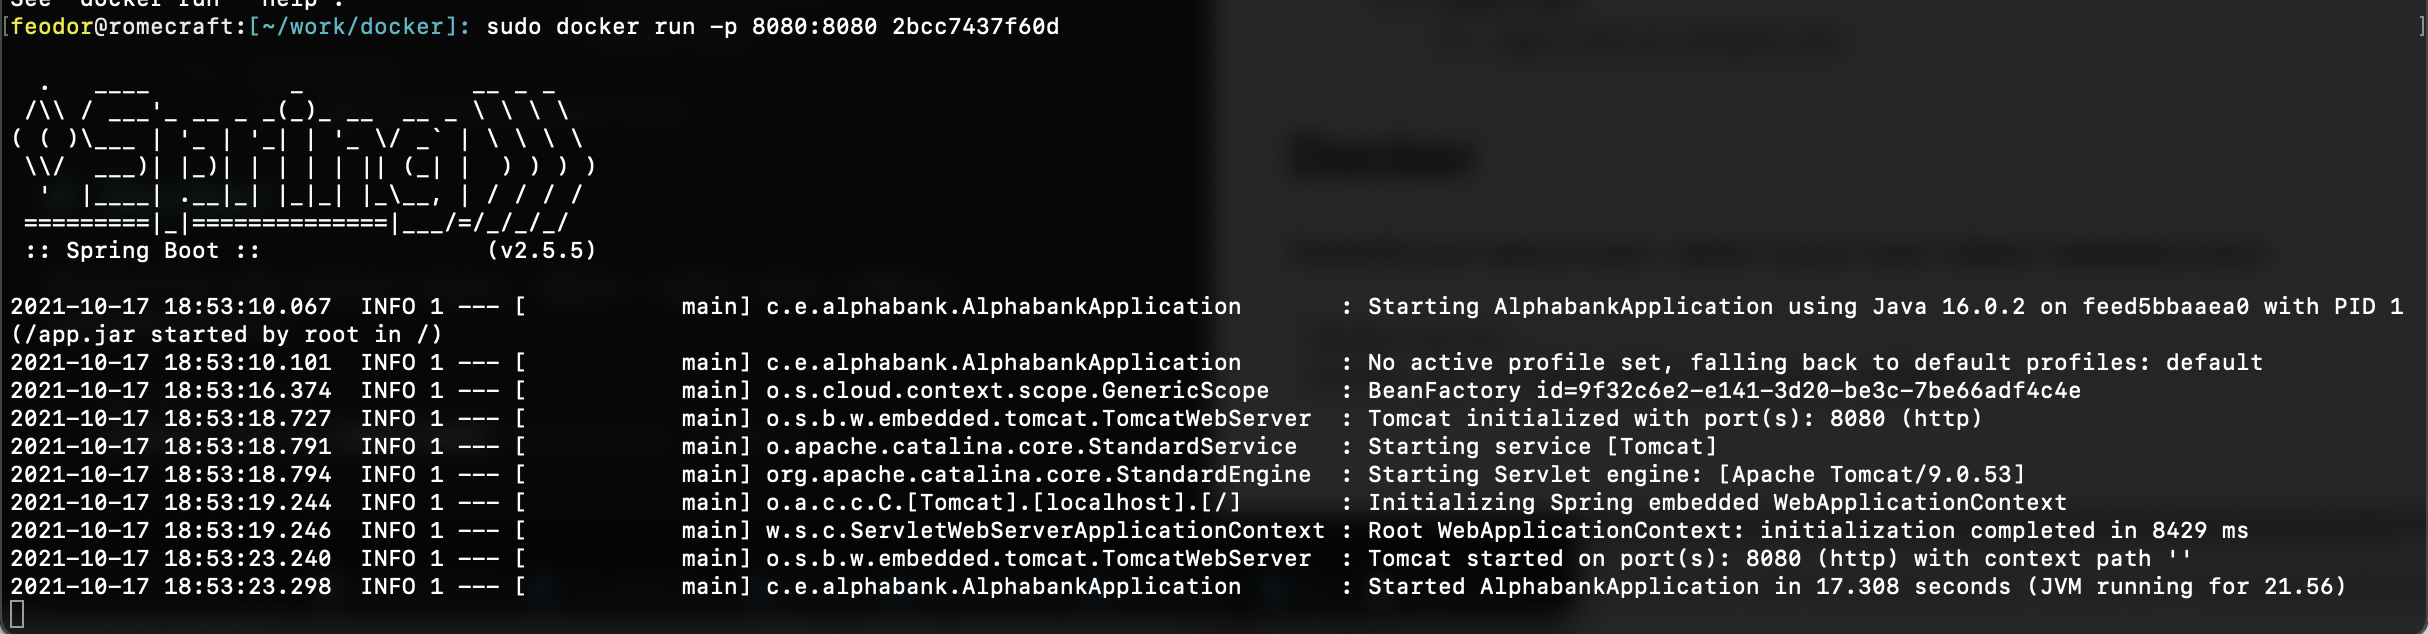 See 'docker run --help'.
[feodor@romecraft:[~/work/docker]: sudo docker run -p 8080:8080 2bcc7437f60d ]
  .   ____          _            __ _ _
 /\\ / ___'_ __ _ _(_)_ __  __ _ \ \ \ \
( ( )\___ | '_ | '_| | '_ \/ _` | \ \ \ \
 \\/  ___)| |_)| | | | | || (_| |  ) ) ) )
  '  |____| .__|_| |_|_| |_\__, | / / / /
 =========|_|==============|___/=/_/_/_/
 :: Spring Boot ::                (v2.5.5)
2021-10-17 18:53:10.067  INFO 1 --- [           main] c.e.alphabank.AlphabankApplication       : Starting AlphabankApplication using Java 16.0.2 on feed5bbaaea0 with PID 1
(/app.jar started by root in /)
2021-10-17 18:53:10.101  INFO 1 --- [           main] c.e.alphabank.AlphabankApplication       : No active profile set, falling back to default profiles: default
2021-10-17 18:53:16.374  INFO 1 --- [           main] o.s.cloud.context.scope.GenericScope     : BeanFactory id=9f32c6e2-e141-3d20-be3c-7be66adf4c4e
2021-10-17 18:53:18.727  INFO 1 --- [           main] o.s.b.w.embedded.tomcat.TomcatWebServer  : Tomcat initialized with port(s): 8080 (http)
2021-10-17 18:53:18.791  INFO 1 --- [           main] o.apache.catalina.core.StandardService   : Starting service [Tomcat]
2021-10-17 18:53:18.794  INFO 1 --- [           main] org.apache.catalina.core.StandardEngine  : Starting Servlet engine: [Apache Tomcat/9.0.53]
2021-10-17 18:53:19.244  INFO 1 --- [           main] o.a.c.c.C.[Tomcat].[localhost].[/]       : Initializing Spring embedded WebApplicationContext
2021-10-17 18:53:19.246  INFO 1 --- [           main] w.s.c.ServletWebServerApplicationContext : Root WebApplicationContext: initialization completed in 8429 ms
2021-10-17 18:53:23.240  INFO 1 --- [           main] o.s.b.w.embedded.tomcat.TomcatWebServer  : Tomcat started on port(s): 8080 (http) with context path ''
2021-10-17 18:53:23.298  INFO 1 --- [           main] c.e.alphabank.AlphabankApplication       : Started AlphabankApplication in 17.308 seconds (JVM running for 21.56)
Docker